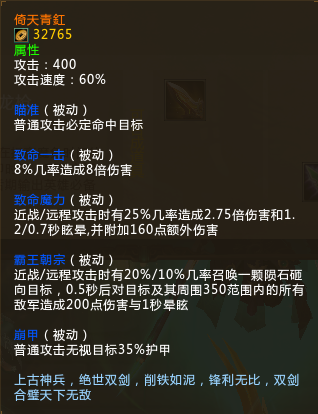 倚天青釭
32765
属性
攻击：400
攻击速度：60%
瞄准（被动）
普通攻击必定命中目标
致命一击（被动）
8%几率造成8倍伤害
致命魔力（被动）
近战/远程攻击时有25%几率造成2.75倍伤害和1.
2/0.7秒眩晕,并附加160点额外伤害
霸王朝宗（被动）
近战/远程攻击时有20%/10%几率召唤一颗陨石砸
向目标，0.5秒后对目标及其周围350范围内的所有
敌军造成200点伤害与1秒晕眩
崩甲（被动）
普通攻击无视目标35%护甲
上古神兵，绝世双剑，削铁如泥，锋利无比，双剑
合璧天下无敌